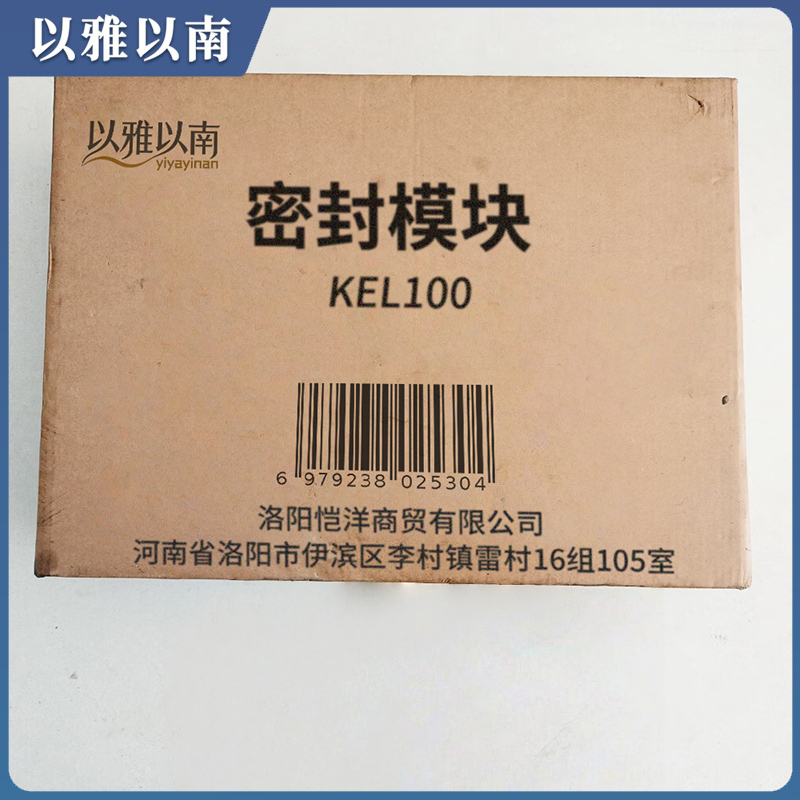 以雅以南
以雅以南
yiyayinan
密封模块
KEL100
6 979238 025304
洛阳恺洋商贸有限公司
河南省洛阳市伊滨区李村镇雷村16组105室